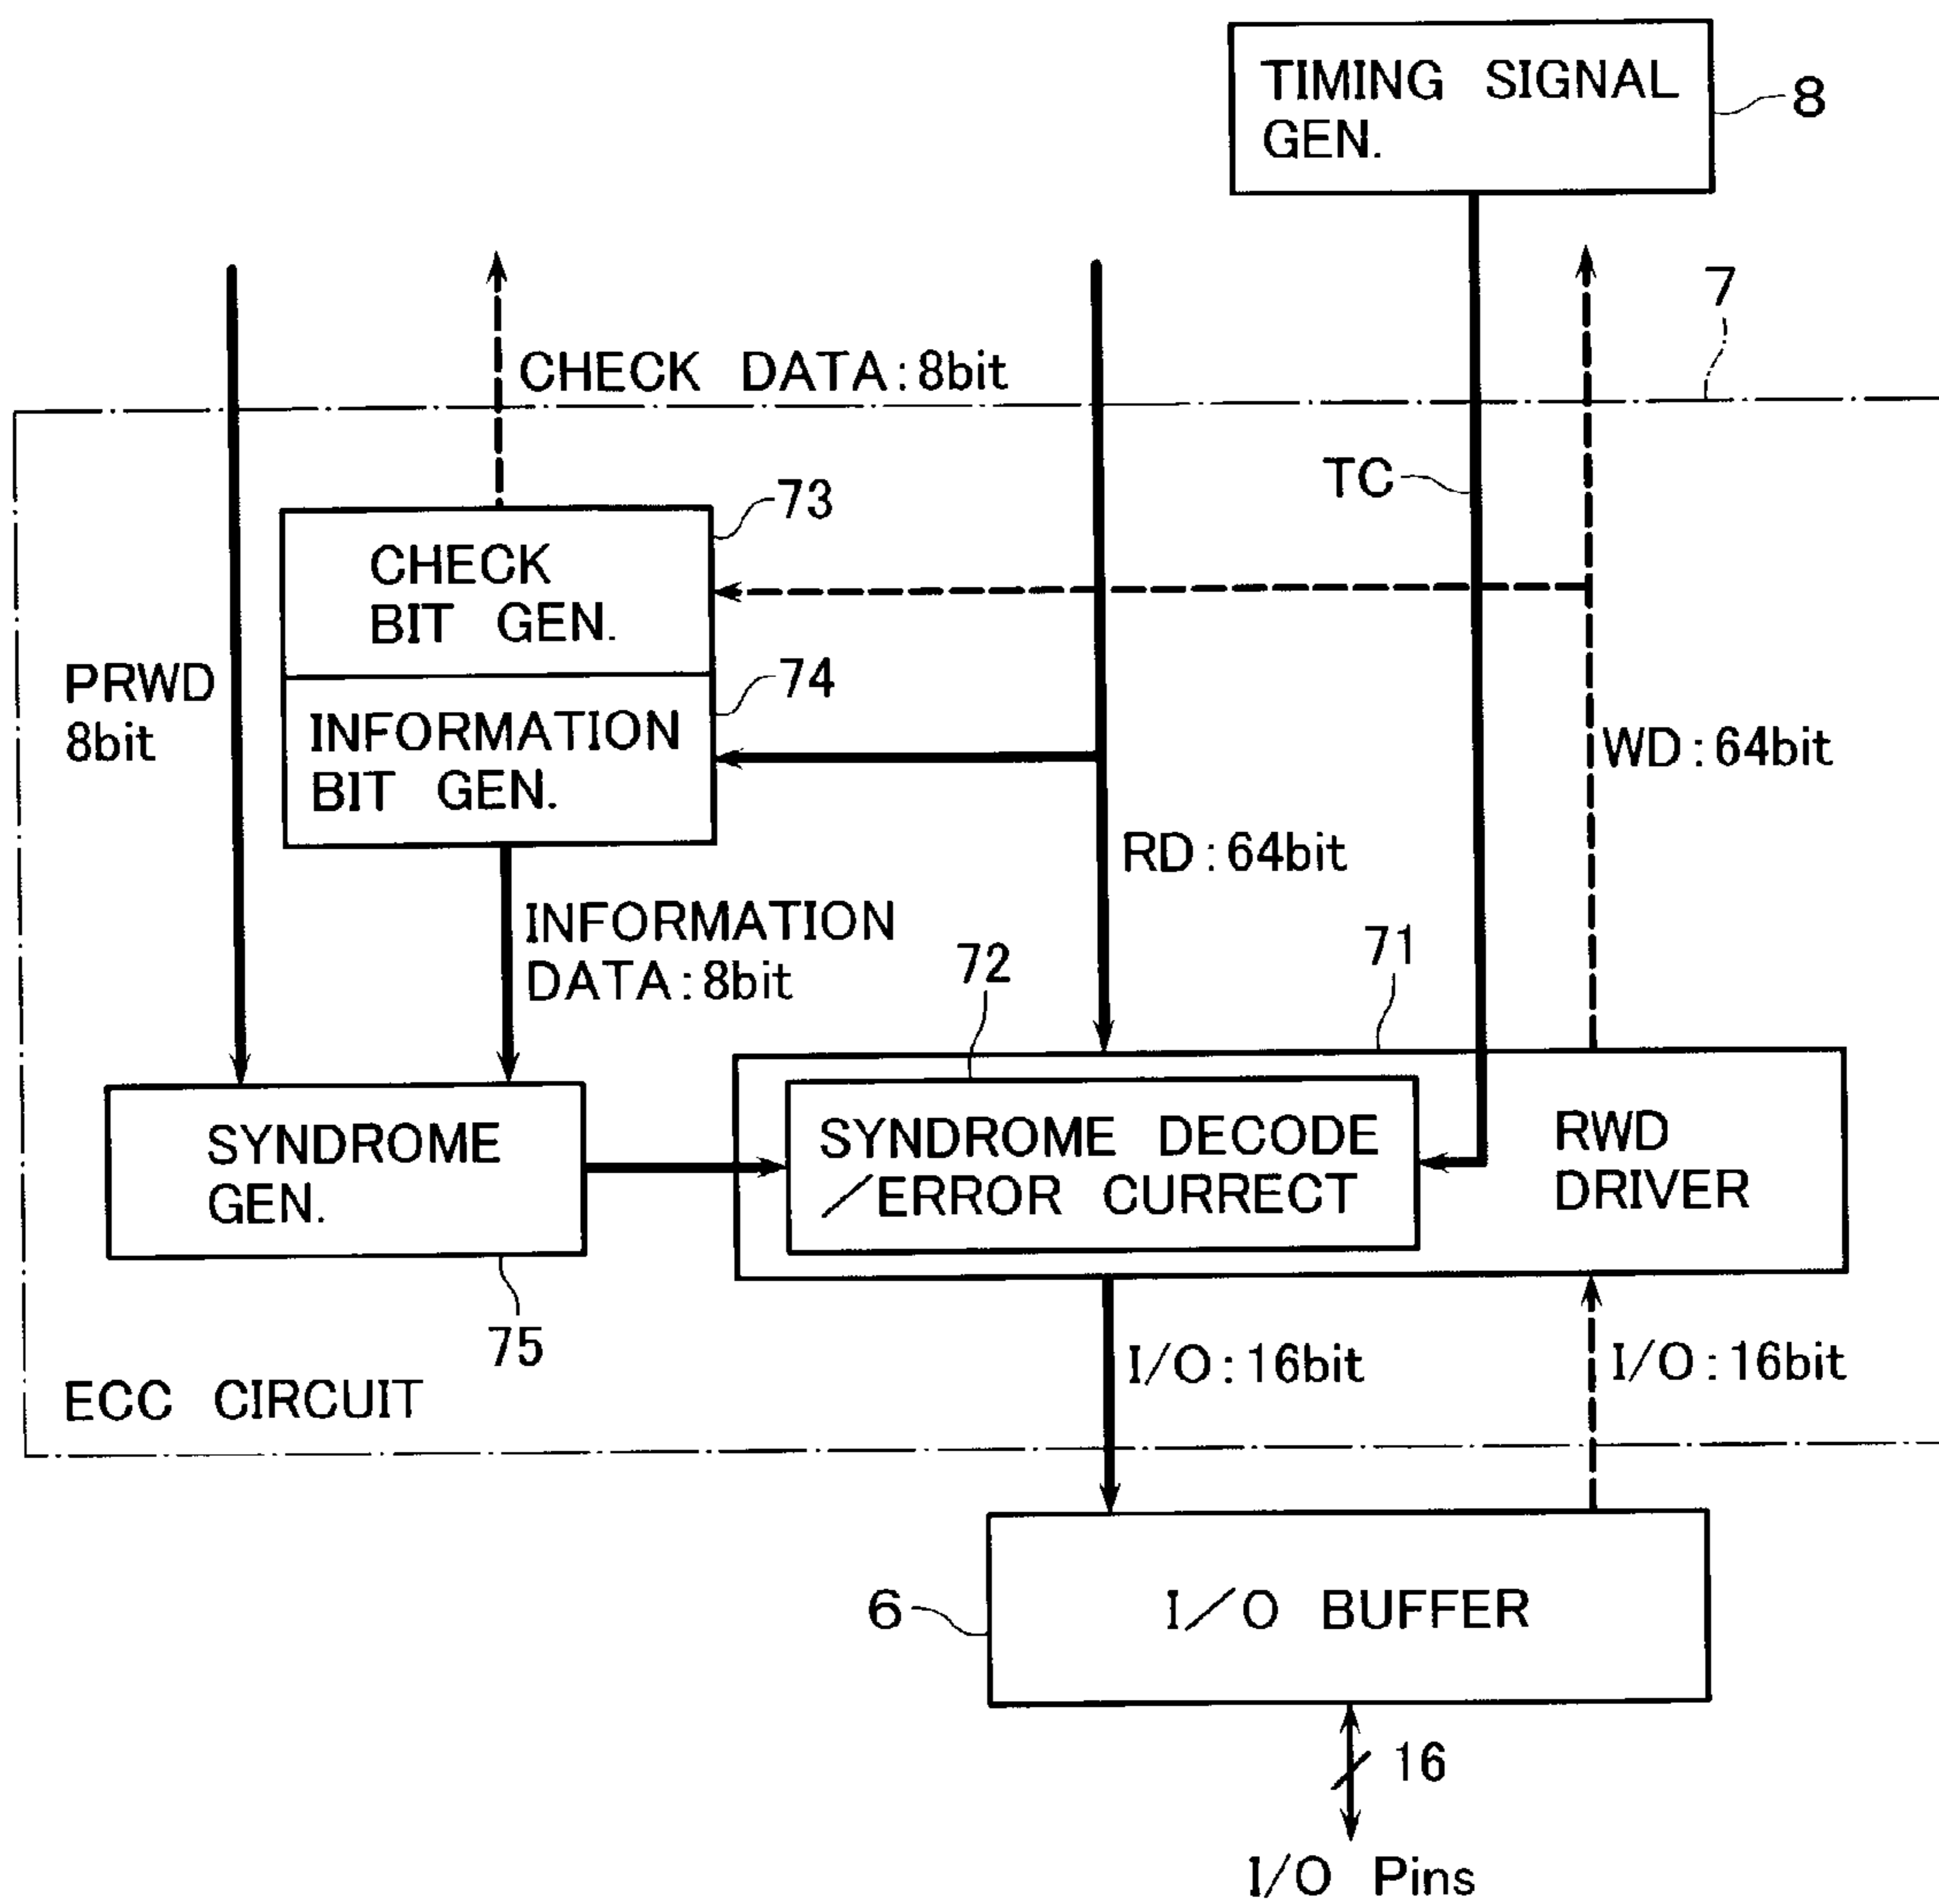 TIMING SIGNAL
GEN.
8
7
CHECK DATA:8bit
TC
73
CHECK
BIT GEN.
74
PRWD
8bit
INFORMATION
BIT GEN.
WD:64bit
RD:64bit
INFORMATION
DATA:8bit
72
71
SYNDROME
GEN.
SYNDROME DECODE
/ERROR CURRECT
RWD
DRIVER
75
I/O:16bit
I/O:16bit
ECC CIRCUIT
6
I/O BUFFER
16
I/O Pins